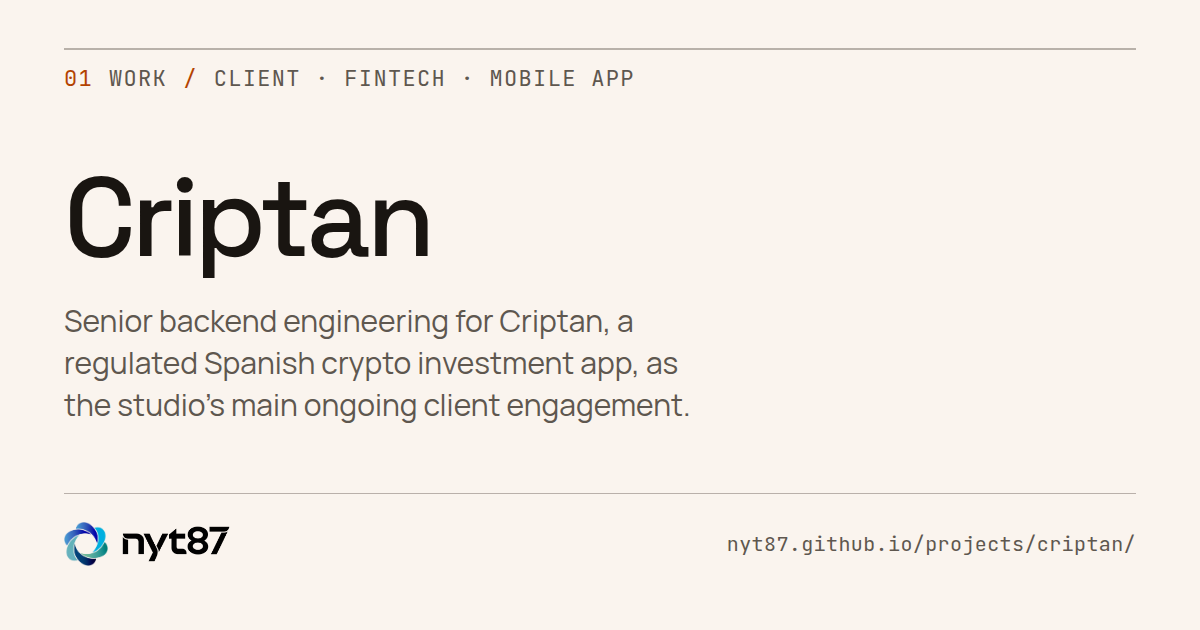 01 WORK / CLIENT · FINTECH · MOBILE APP
Criptan
Senior backend engineering for Criptan, a
regulated Spanish crypto investment app, as
the studio’s main ongoing client engagement.
nyt87
nyt87.github.io/projects/criptan/